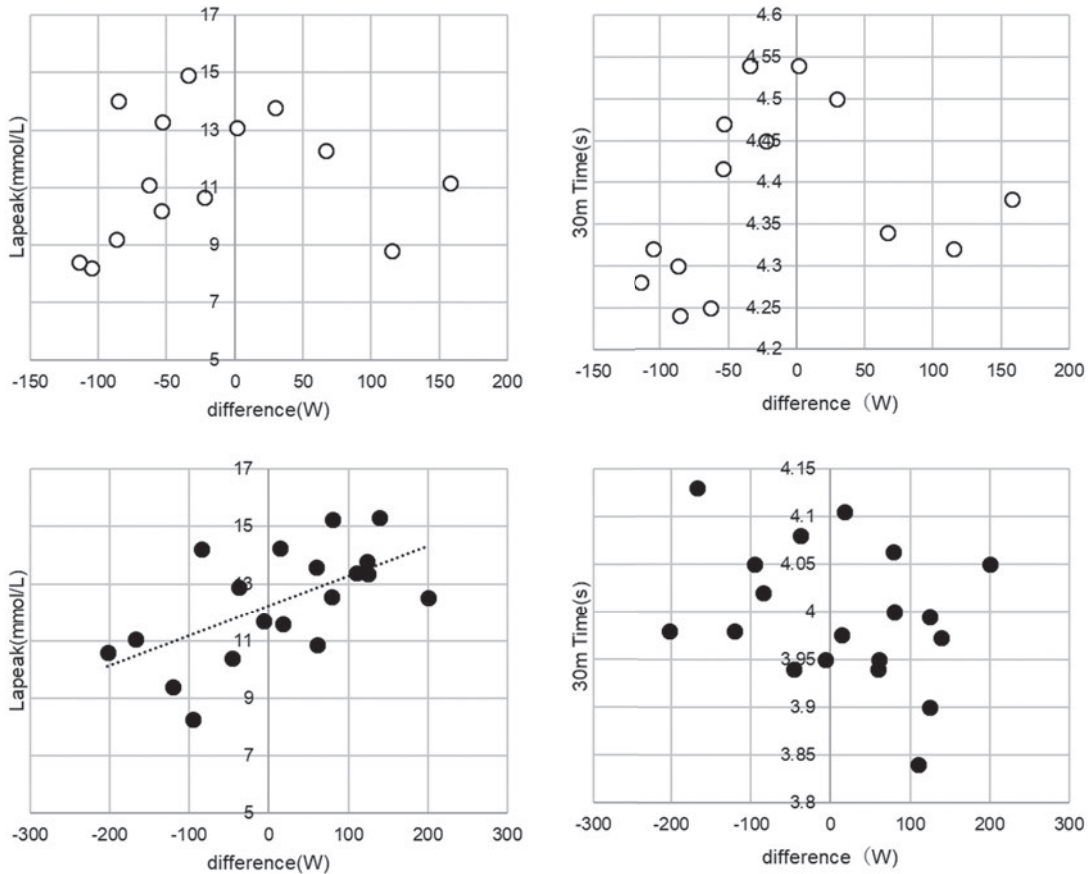 17
15
13
11
9
7
5
Lapeak(mmol/L)
-150 -100 -50 0 50 100 150 200
difference(W)
4.6
4.55
4.5
4.45
4.4
4.35
4.3
4.25
4.2
30m Time(s)
-150 -100 -50 0 50 100 150 200
difference（W）
17
15
13
11
9
7
5
Lapeak(mmol/L)
-300 -200 -100 0 100 200 300
difference(W)
4.15
4.1
4.05
4
3.95
3.9
3.85
3.8
30m Time(s)
-300 -200 -100 0 100 200 300
difference（W）